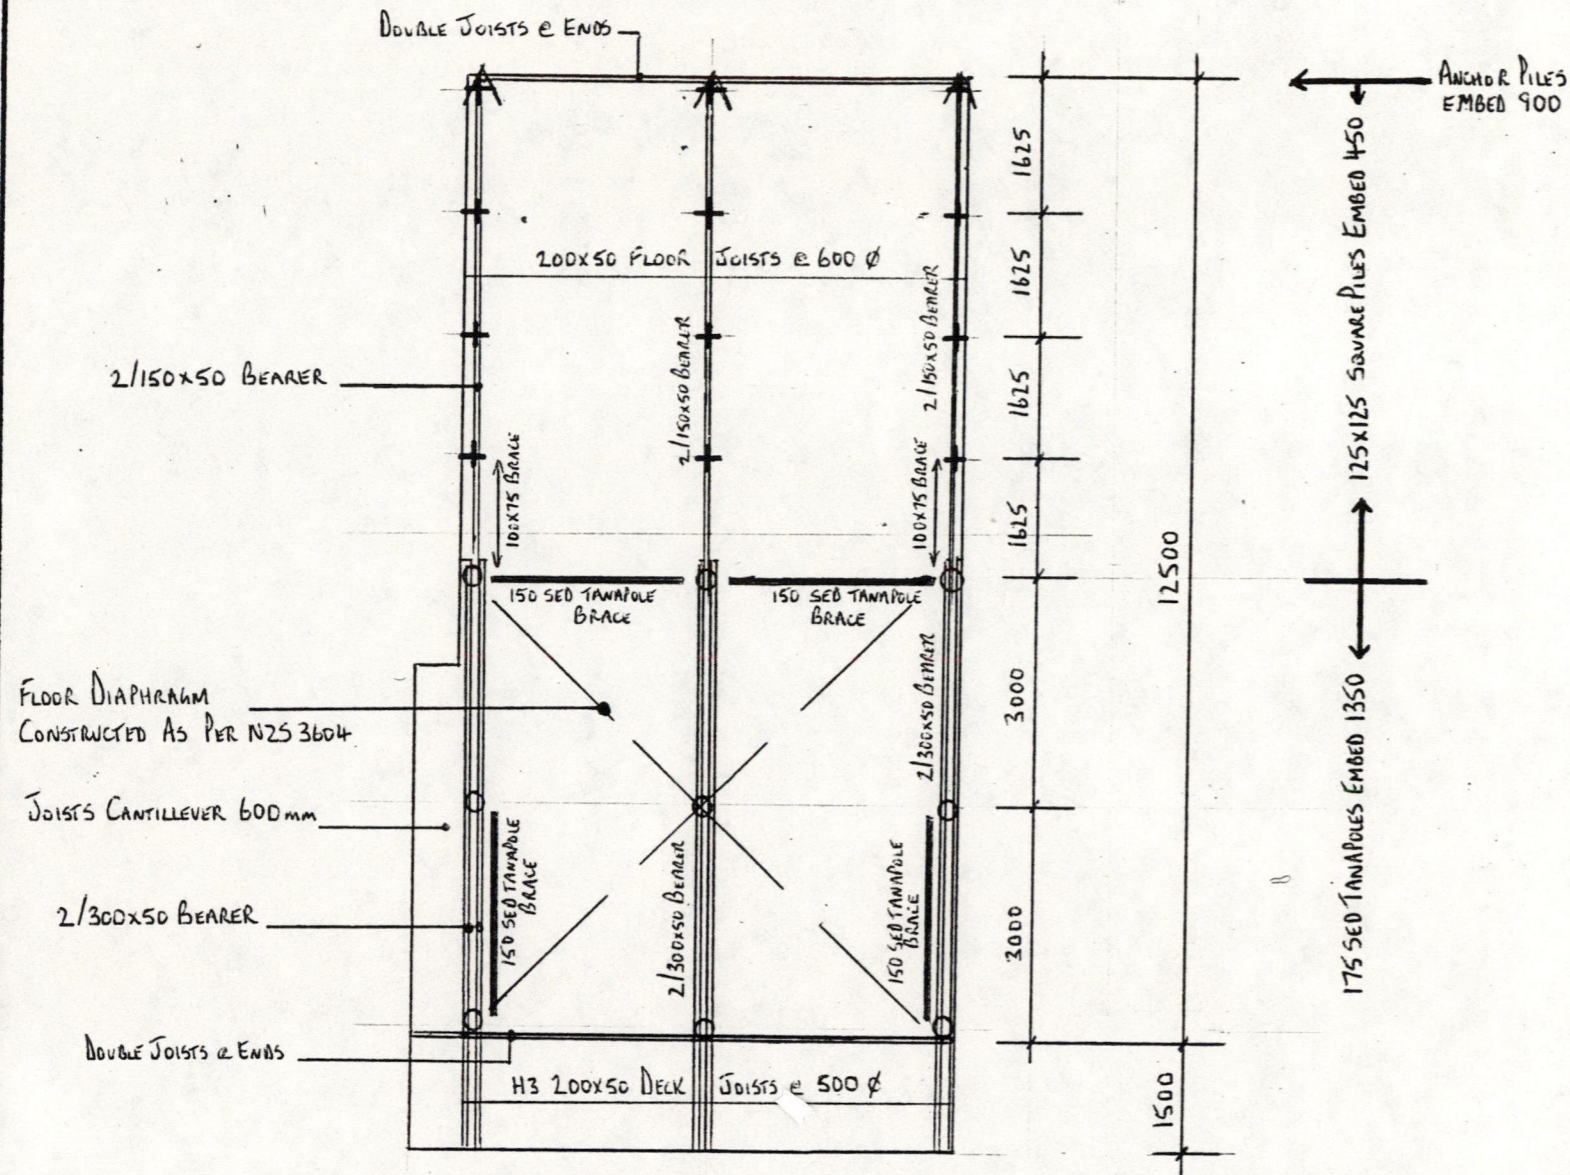 DOUBLE JOISTS @ ENDS
ANCHOR PILES
EMBED 900
1625
125x125 SQUARE PILES EMBED 450
200x50 FLOOR JOISTS @ 600 ¢
1625
2/150x50 BEARER
2/150x50 BEARER
2/150x50 BEARER
1625
100x75 BRACE
100x75 BRACE
1625
12500
150 SED TANAPOLE
BRACE
150 SED TANAPOLE
BRACE
FLOOR DIAPHRAGM
CONSTRUCTED AS PER NZS 3604
2/300x50 BEARER
3000
175 SED TANAPOLES EMBED 1350
JOISTS CANTILLEVER 600mm
150 SED TANAPOLE
BRACE
2/300x50 BEARER
150 SED TANAPOLE
BRACE
2/300x50 BEARER
3000
DOUBLE JOISTS @ ENDS
H3 200x50 DECK JOISTS @ 500 ¢
1500